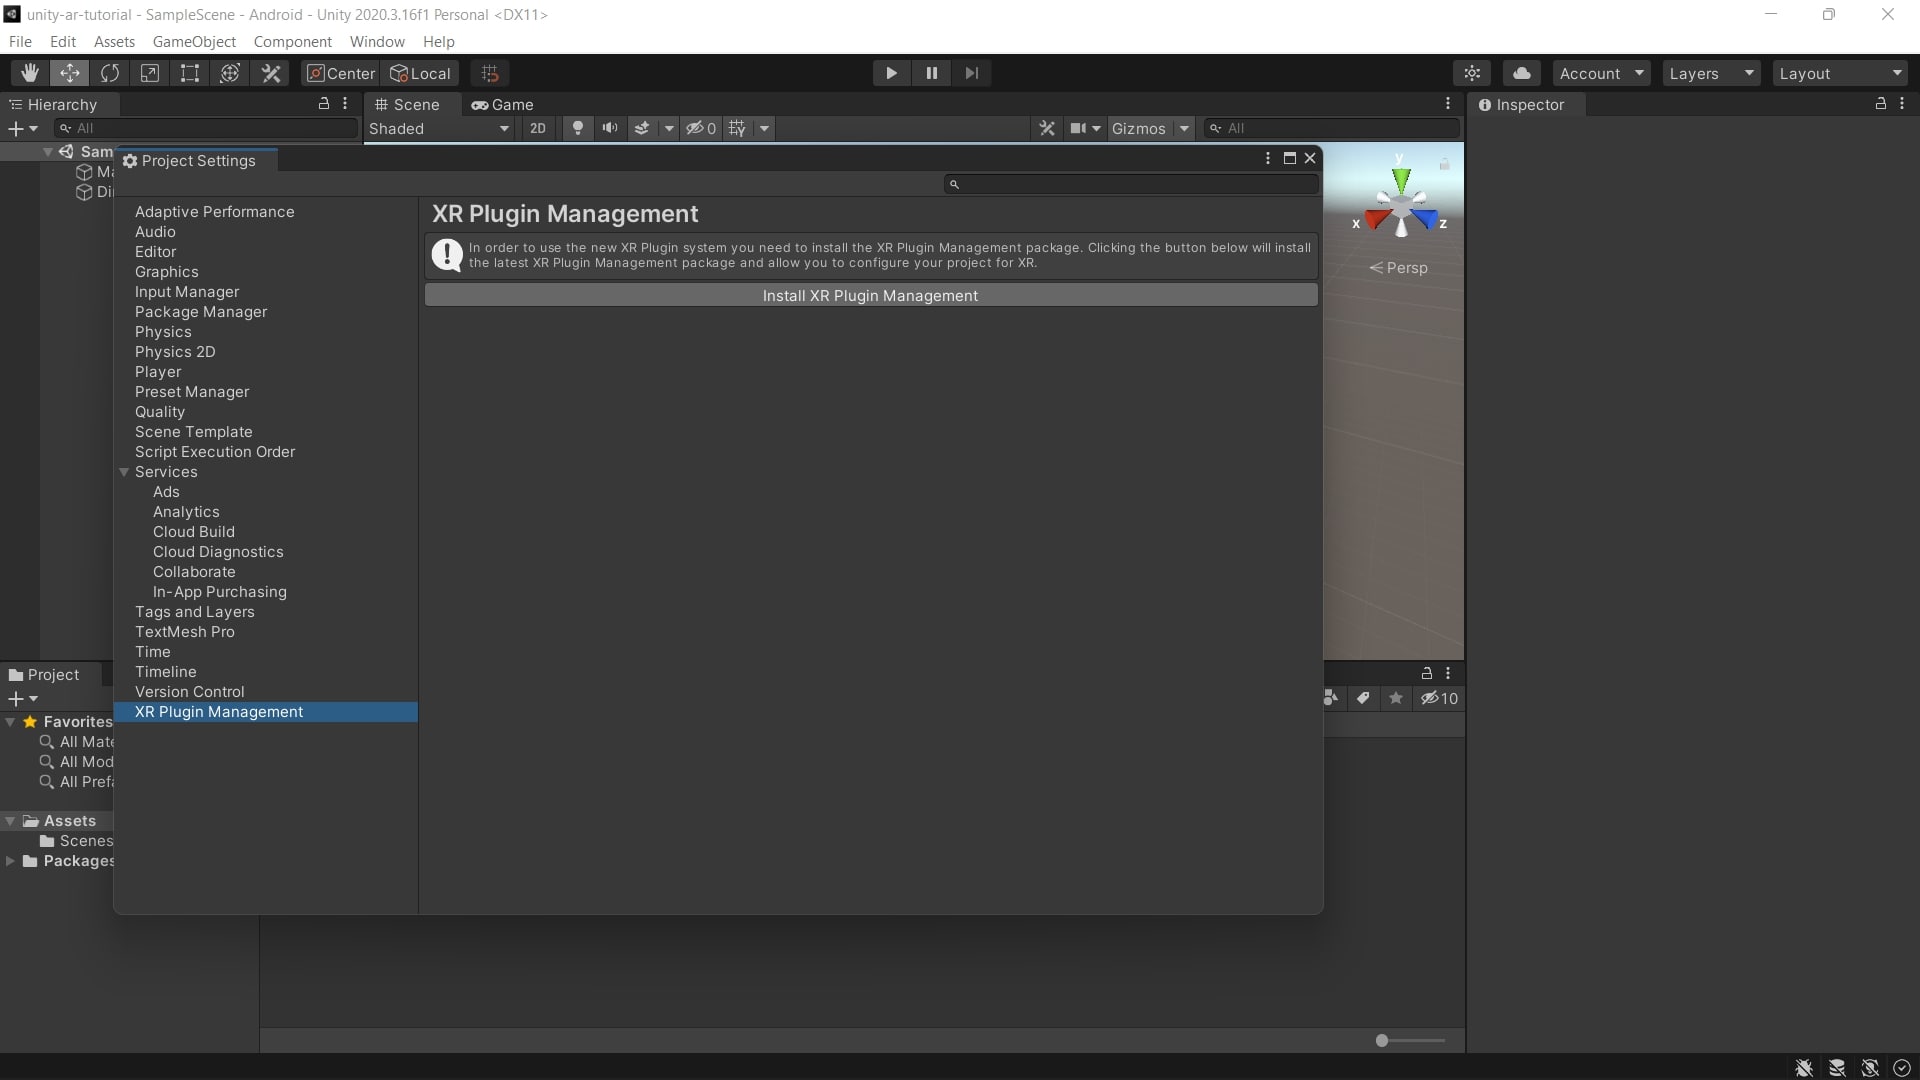 unity-ar-tutorial - SampleScene - Android - Unity 2020.3.16f1 Personal <DX11>
File Edit Assets GameObject Component Window Help
Center Local Account Layers Layout
Hierarchy Scene Game Inspector
All Shaded 2D 0 Gizmos All
Sam
Ma
Di
Project Settings
y
x z
Persp
Adaptive Performance
Audio
Editor
Graphics
Input Manager
Package Manager
Physics
Physics 2D
Player
Preset Manager
Quality
Scene Template
Script Execution Order
Services
Ads
Analytics
Cloud Build
Cloud Diagnostics
Collaborate
In-App Purchasing
Tags and Layers
TextMesh Pro
Time
Timeline
Version Control
XR Plugin Management
XR Plugin Management
In order to use the new XR Plugin system you need to install the XR Plugin Management package. Clicking the button below will install
the latest XR Plugin Management package and allow you to configure your project for XR.
Install XR Plugin Management
Project
10
Favorites
All Mate
All Mod
All Prefa
Assets
Scenes
Packages